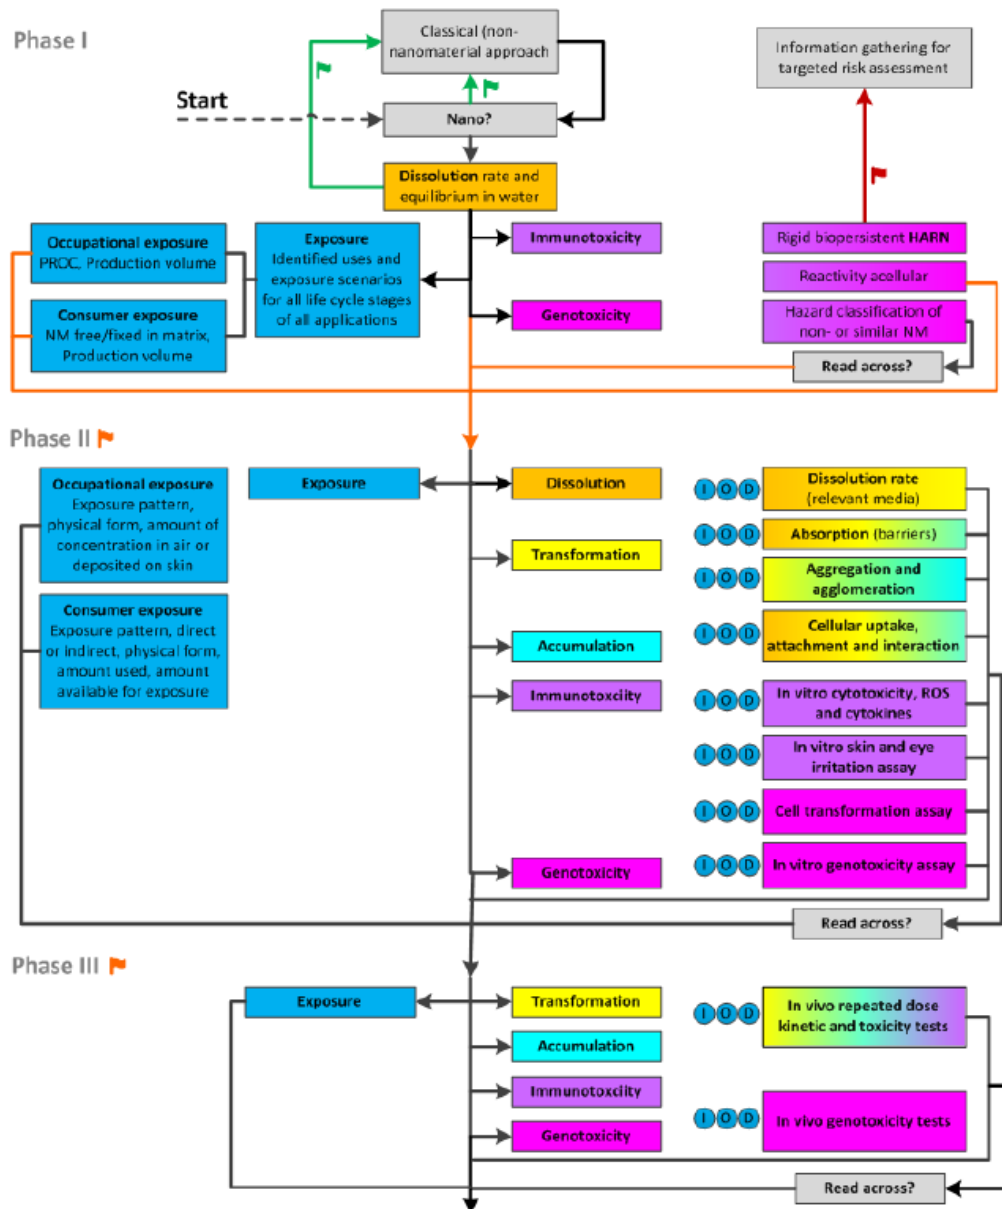 Phase I
Classical (non-
nanomaterial approach
Information gathering for
targeted risk assessment
Start
Nano?
Dissolution rate and
equilibrium in water
Occupational exposure
PROC, Production volume
Exposure
Identified uses and
exposure scenarios
for all life cycle stages
of all applications
Immunotoxicity
Rigid biopersistent HARN
Reactivity acellular
Consumer exposure
NM free/fixed in matrix,
Production volume
Genotoxicity
Hazard classification of
non- or similar NM
Read across?
Phase II
Occupational exposure
Exposure pattern,
physical form, amount of
concentration in air or
deposited on skin
Exposure
Dissolution
I O D
Dissolution rate
(relevant media)
Transformation
I O D
Absorption (barriers)
I O D
Aggregation and
agglomeration
Consumer exposure
Exposure pattern, direct
or indirect, physical form,
amount used, amount
available for exposure
Accumulation
I O D
Cellular uptake,
attachment and interaction
Immunotoxciity
I O D
In vitro cytotoxicity, ROS
and cytokines
I O D
In vitro skin and eye
irritation assay
I O D
Cell transformation assay
Genotoxicity
I O D
In vitro genotoxicity assay
Read across?
Phase III
Exposure
Transformation
I O D
In vivo repeated dose
kinetic and toxicity tests
Accumulation
Immunotoxciity
Genotoxicity
I O D
In vivo genotoxicity tests
Read across?